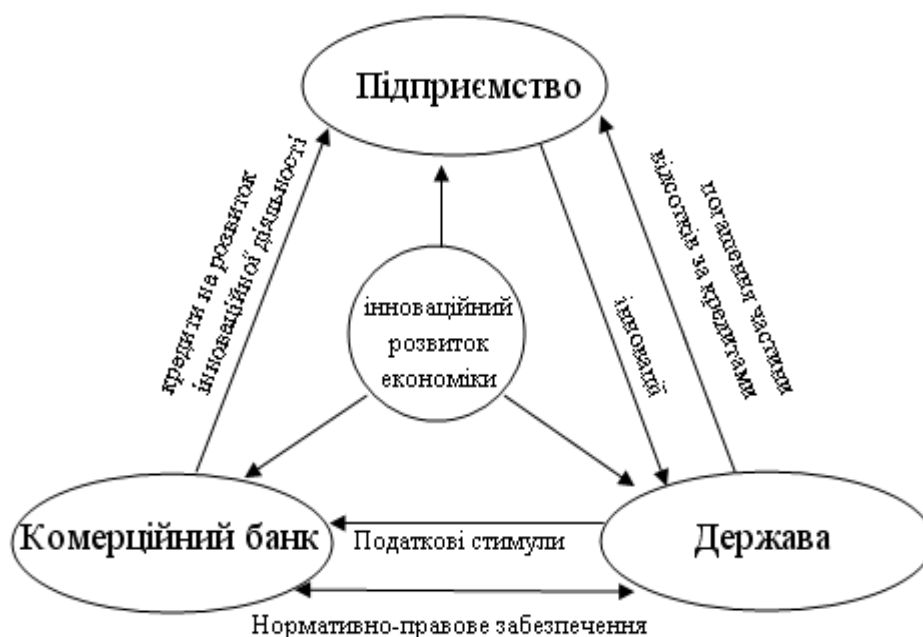 Підприємство
кредити на розвиток
інноваційної діяльності
погашення частини
відсотків за кредитами
інновації
інноваційний
розвиток
економіки
Комерційний банк
Податкові стимули
Держава
Нормативно-правове забезпечення